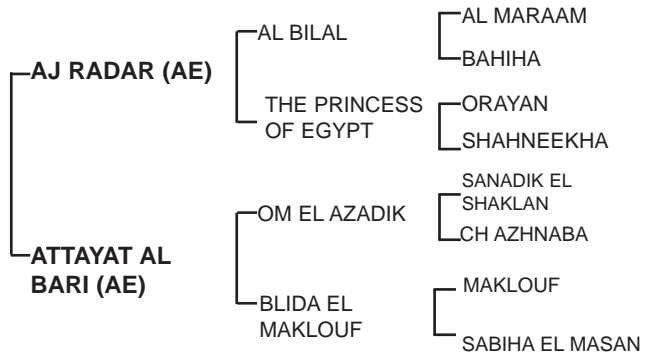 AJ RADAR (AE)
AL BILAL
AL MARAAM
BAHIHA
THE PRINCESS
OF EGYPT
ORAYAN
SHAHNEEKHA
ATTAYAT AL
BARI (AE)
OM EL AZADIK
SANADIK EL
SHAKLAN
CH AZHNABA
BLIDA EL
MAKLOUF
MAKLOUF
SABIHA EL MASAN